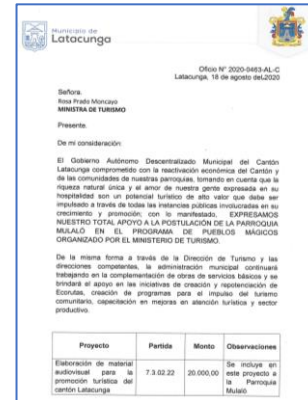 Municipio de
Latacunga
Oficio N° 2020-0463-AL-C
Latacunga, 18 de agosto del 2020
Señora.
Rosa Prado Moncayo
MINISTRA DE TURISMO
Presente.
De mi consideración:
El Gobierno Autónomo Descentralizado Municipal del Cantón
Latacunga comprometido con la reactivación económica del Cantón y
de las comunidades de nuestras parroquias, tomando en cuenta que la
riqueza natural única y el amor de nuestra gente expresada en su
hospitalidad son un potencial turístico de alto valor que debe ser
impulsado a través de todas las instancias públicas involucradas en su
crecimiento y promoción; con lo manifestado, EXPRESAMOS
NUESTRO TOTAL APOYO A LA POSTULACIÓN DE LA PARROQUIA
MULALÓ EN EL PROGRAMA DE PUEBLOS MÁGICOS
ORGANIZADO POR EL MINISTERIO DE TURISMO.
De la misma forma a través de la Dirección de Turismo y las
direcciones competentes, la administración municipal continuará
trabajando en la complementación de obras de servicios básicos y se
brindará el apoyo en las iniciativas de creación y repotenciación de
Ecorutas, creación de programas para el impulso del turismo
comunitario, capacitación en mejoras en atención turística y sector
productivo.
Proyecto Partida Monto Observaciones
Elaboración de material
audiovisual para la
promoción turística del
cantón Latacunga
7.3.02.22 20.000,00
Se incluye en
este proyecto a
la Parroquia
Mulaló